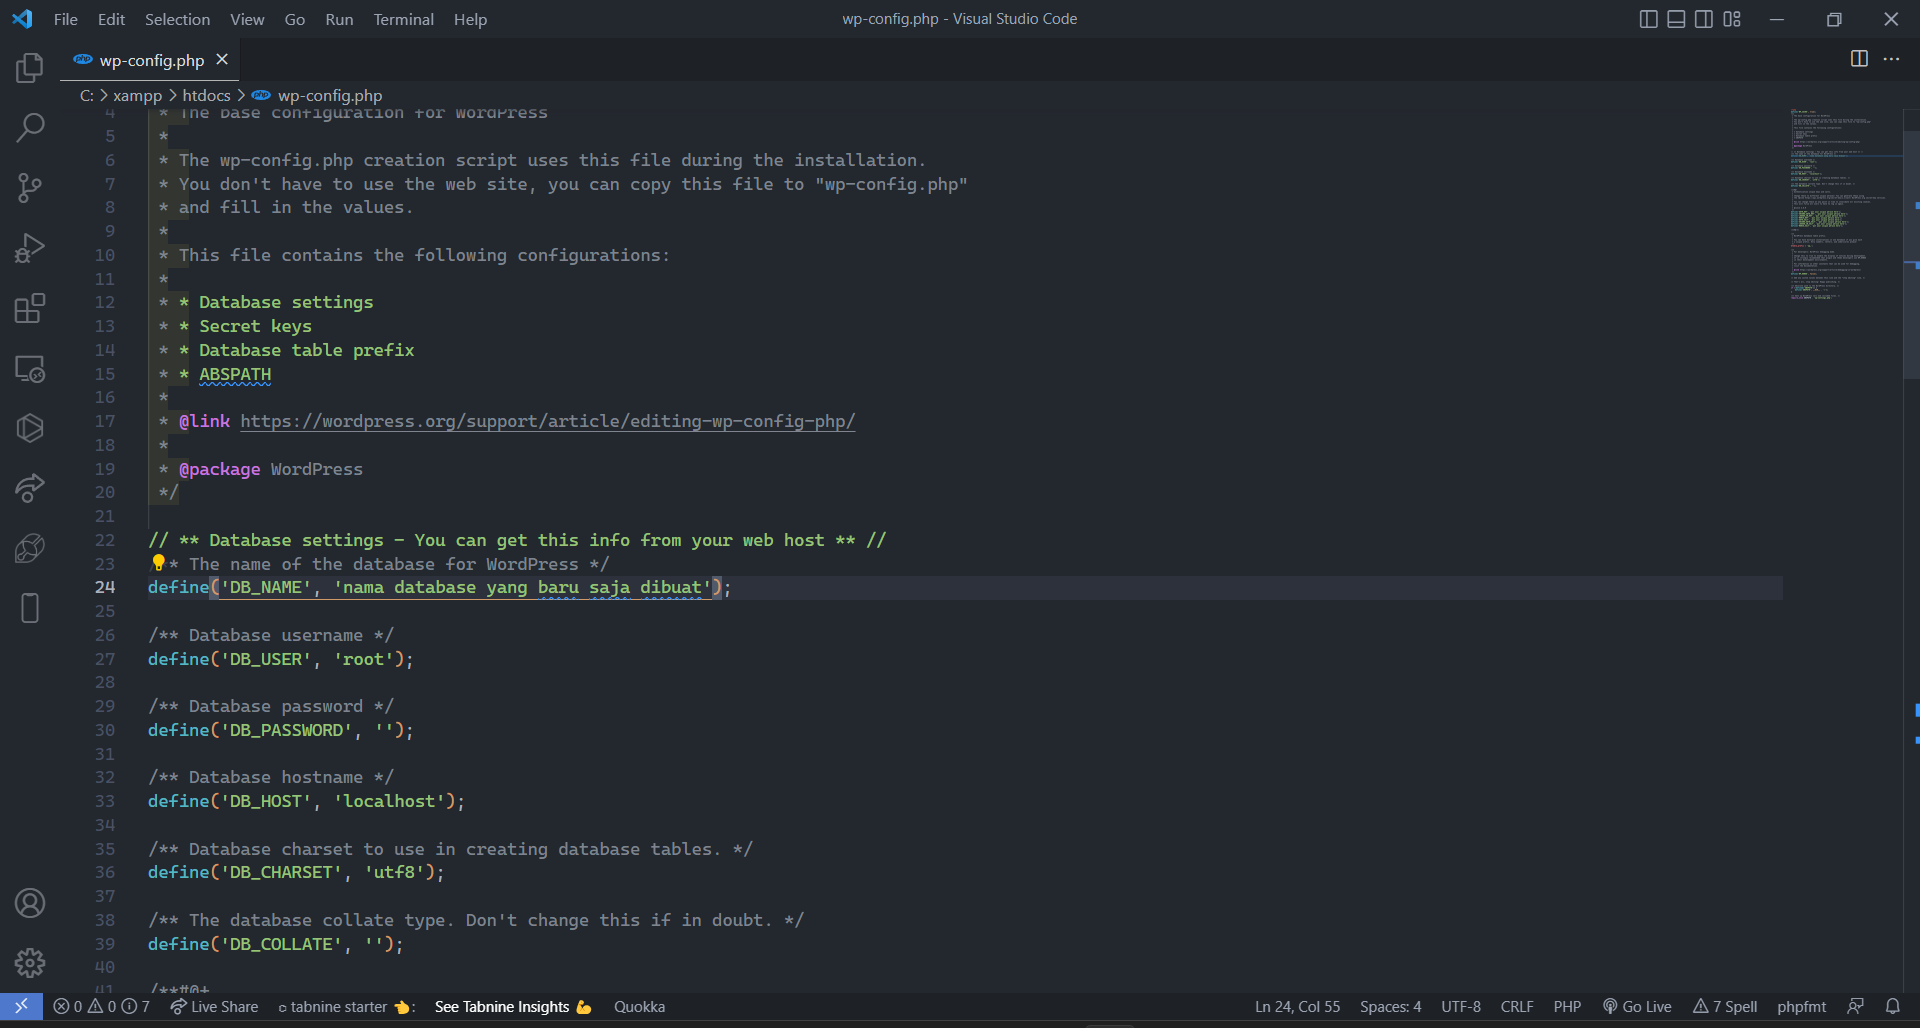 File Edit Selection View Go Run Terminal Help
wp-config.php - Visual Studio Code
php wp-config.php
C: > xampp > htdocs > php wp-config.php
4 * The base configuration for WordPress
5 *
6 * The wp-config.php creation script uses this file during the installation.
7 * You don't have to use the web site, you can copy this file to "wp-config.php"
8 * and fill in the values.
9 *
10 * This file contains the following configurations:
11 *
12 * * Database settings
13 * * Secret keys
14 * * Database table prefix
15 * * ABSPATH
16 *
17 * @link https://wordpress.org/support/article/editing-wp-config-php/
18 *
19 * @package WordPress
20 */
21
22 // ** Database settings - You can get this info from your web host ** //
23 * The name of the database for WordPress */
24 define('DB_NAME', 'nama database yang baru saja dibuat');
25
26 /** Database username */
27 define('DB_USER', 'root');
28
29 /** Database password */
30 define('DB_PASSWORD', '');
31
32 /** Database hostname */
33 define('DB_HOST', 'localhost');
34
35 /** Database charset to use in creating database tables. */
36 define('DB_CHARSET', 'utf8');
37
38 /** The database collate type. Don't change this if in doubt. */
39 define('DB_COLLATE', '');
40
41 /**#@+
0 0 7 Live Share tabnine starter 👈: See Tabnine Insights 💪 Quokka
Ln 24, Col 55 Spaces: 4 UTF-8 CRLF PHP Go Live 7 Spell phpfmt